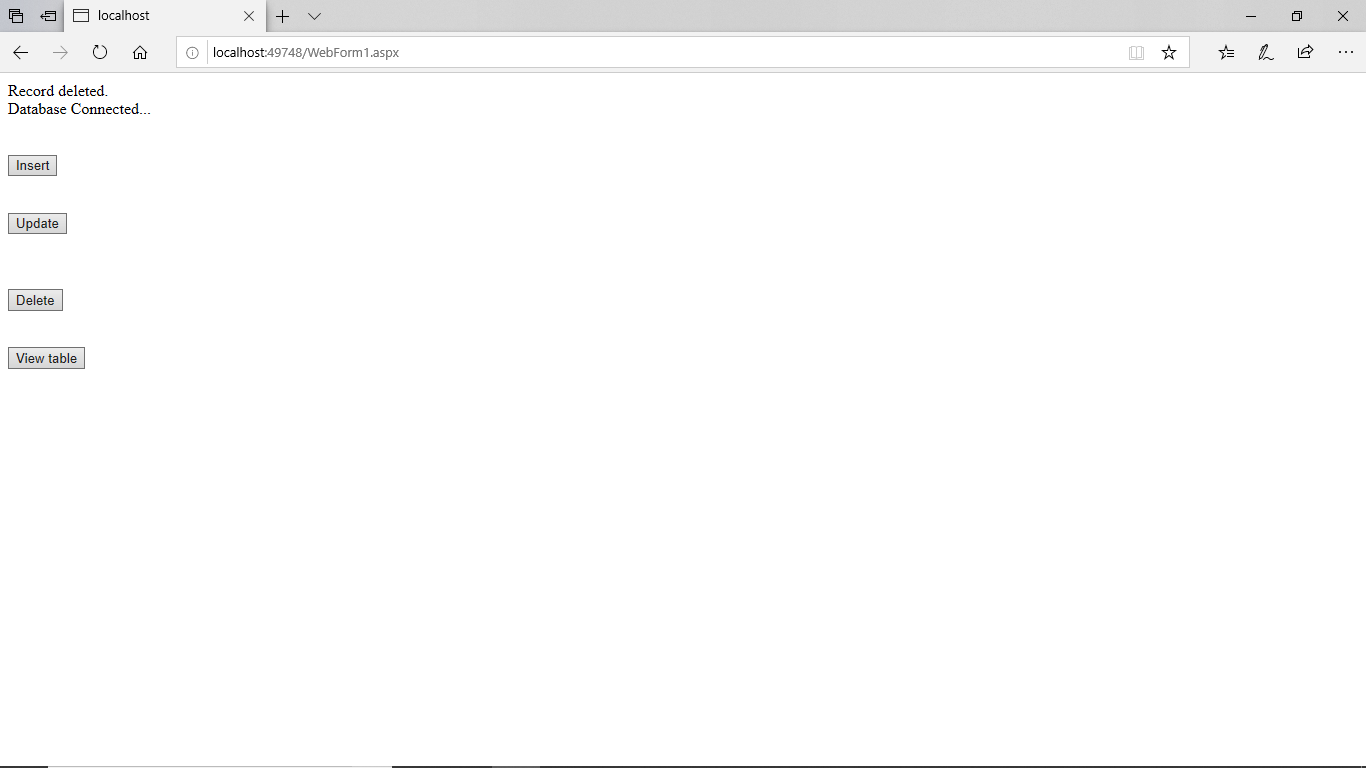 localhost
localhost:49748/WebForm1.aspx
Record deleted.
Database Connected...
Insert
Update
Delete
View table